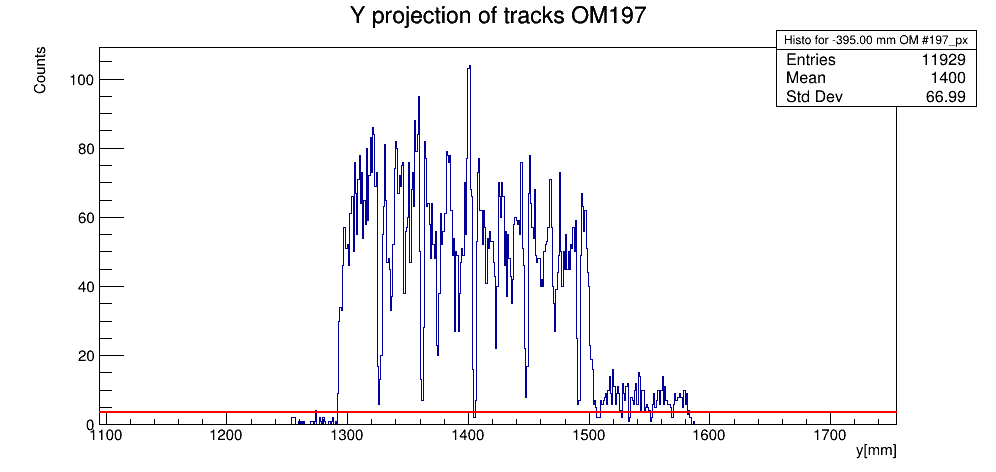 Y projection of tracks OM197
Histo for -395.00 mm OM #197_px
Entries 11929
Mean 1400
Std Dev 66.99
Counts
100
80
60
40
20
0
1100 1200 1300 1400 1500 1600 1700
y[mm]